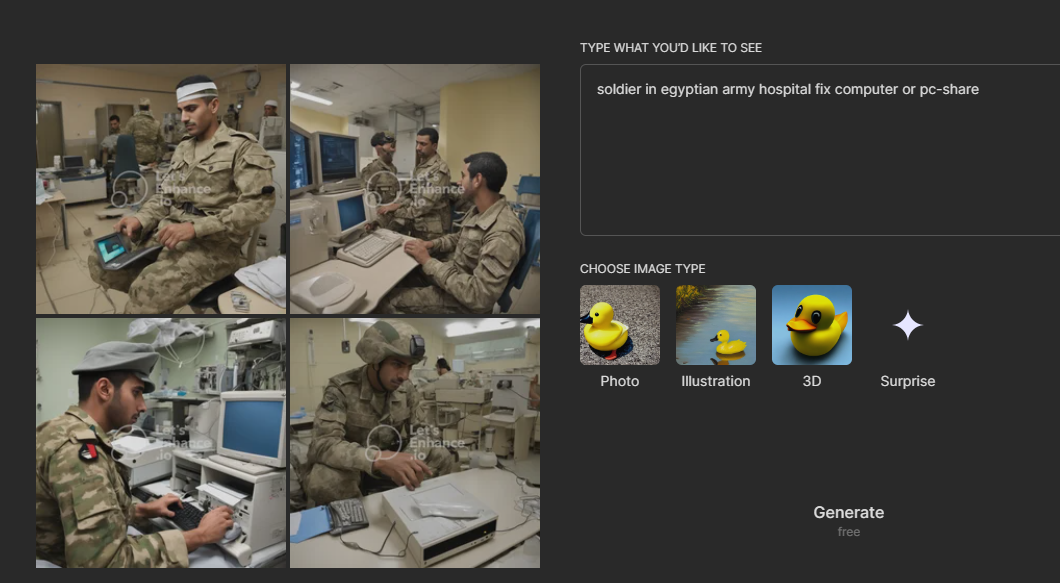 TYPE WHAT YOU'D LIKE TO SEE
soldier in egyptian army hospital fix computer or pc-share
Let's
Enhance
.io
Let's
Enhance
.io
CHOOSE IMAGE TYPE
Photo
Illustration
3D
Surprise
Let's
Enhance
.io
Let's
Enhance
.io
Generate
free